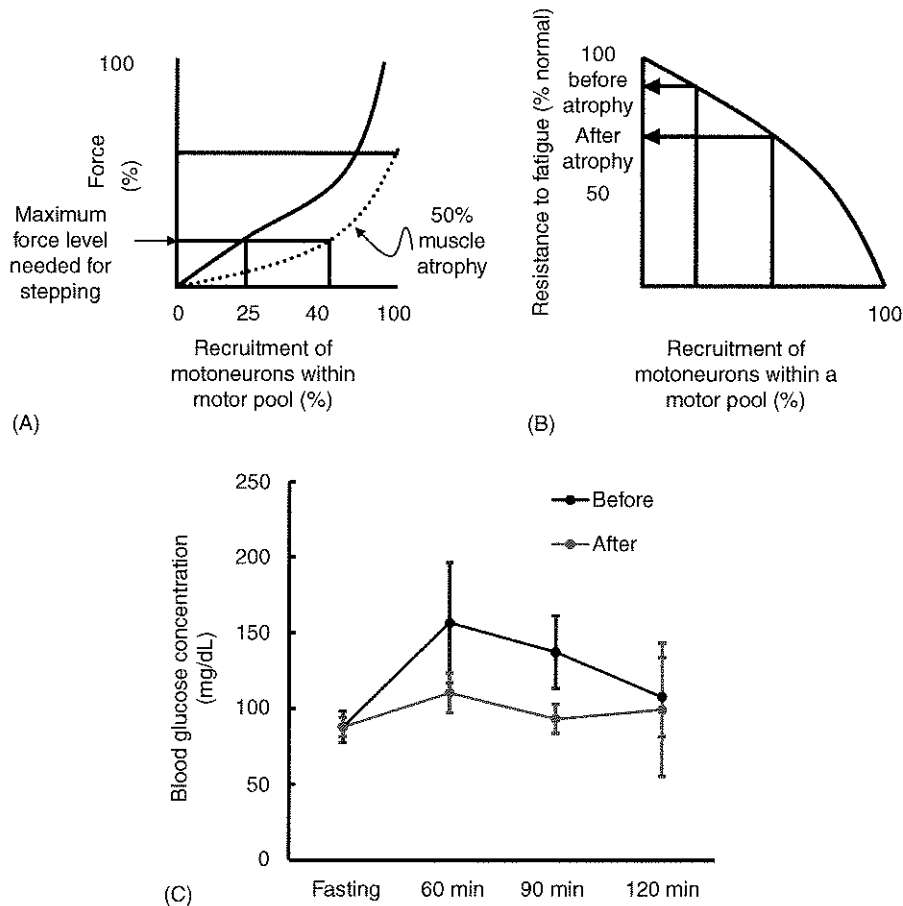 (A)
100
Force
(%)
Maximum
force level
needed for
stepping
50%
muscle
atrophy
0 25 40 100
Recruitment of
motoneurons within
motor pool (%)
(B)
Resistance to fatigue (% normal)
100
before
atrophy
After
atrophy
50
100
Recruitment of
motoneurons within a
motor pool (%)
(C)
Blood glucose concentration
(mg/dL)
250
200
150
100
50
0
Before
After
Fasting 60 min 90 min 120 min